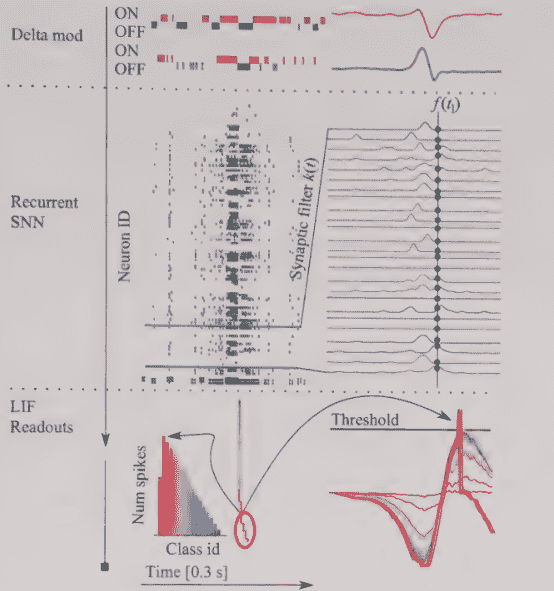 Delta mod
ON
OFF
ON
OFF
f(t₁)
Recurrent
SNN
Neuron ID
Synaptic filter k(t)
LIF
Readouts
Threshold
Num spikes
Class id
Time [0.3 s]